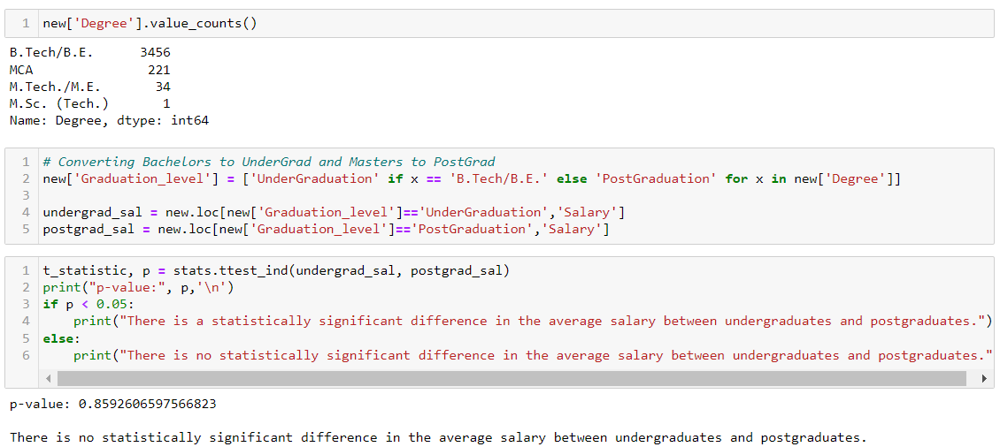 1 new['Degree'].value_counts()
B.Tech/B.E. 3456
MCA 221
M.Tech./M.E. 34
M.Sc. (Tech.) 1
Name: Degree, dtype: int64
1 # Converting Bachelors to UnderGrad and Masters to PostGrad
2 new['Graduation_level'] = ['UnderGraduation' if x == 'B.Tech/B.E.' else 'PostGraduation' for x in new['Degree']]
3
4 undergrad_sal = new.loc[new['Graduation_level']=='UnderGraduation','Salary']
5 postgrad_sal = new.loc[new['Graduation_level']=='PostGraduation','Salary']
1 t_statistic, p = stats.ttest_ind(undergrad_sal, postgrad_sal)
2 print("p-value:", p,'\n')
3 if p < 0.05:
4 print("There is a statistically significant difference in the average salary between undergraduates and postgraduates.")
5 else:
6 print("There is no statistically significant difference in the average salary between undergraduates and postgraduates."
p-value: 0.8592606597566823
There is no statistically significant difference in the average salary between undergraduates and postgraduates.